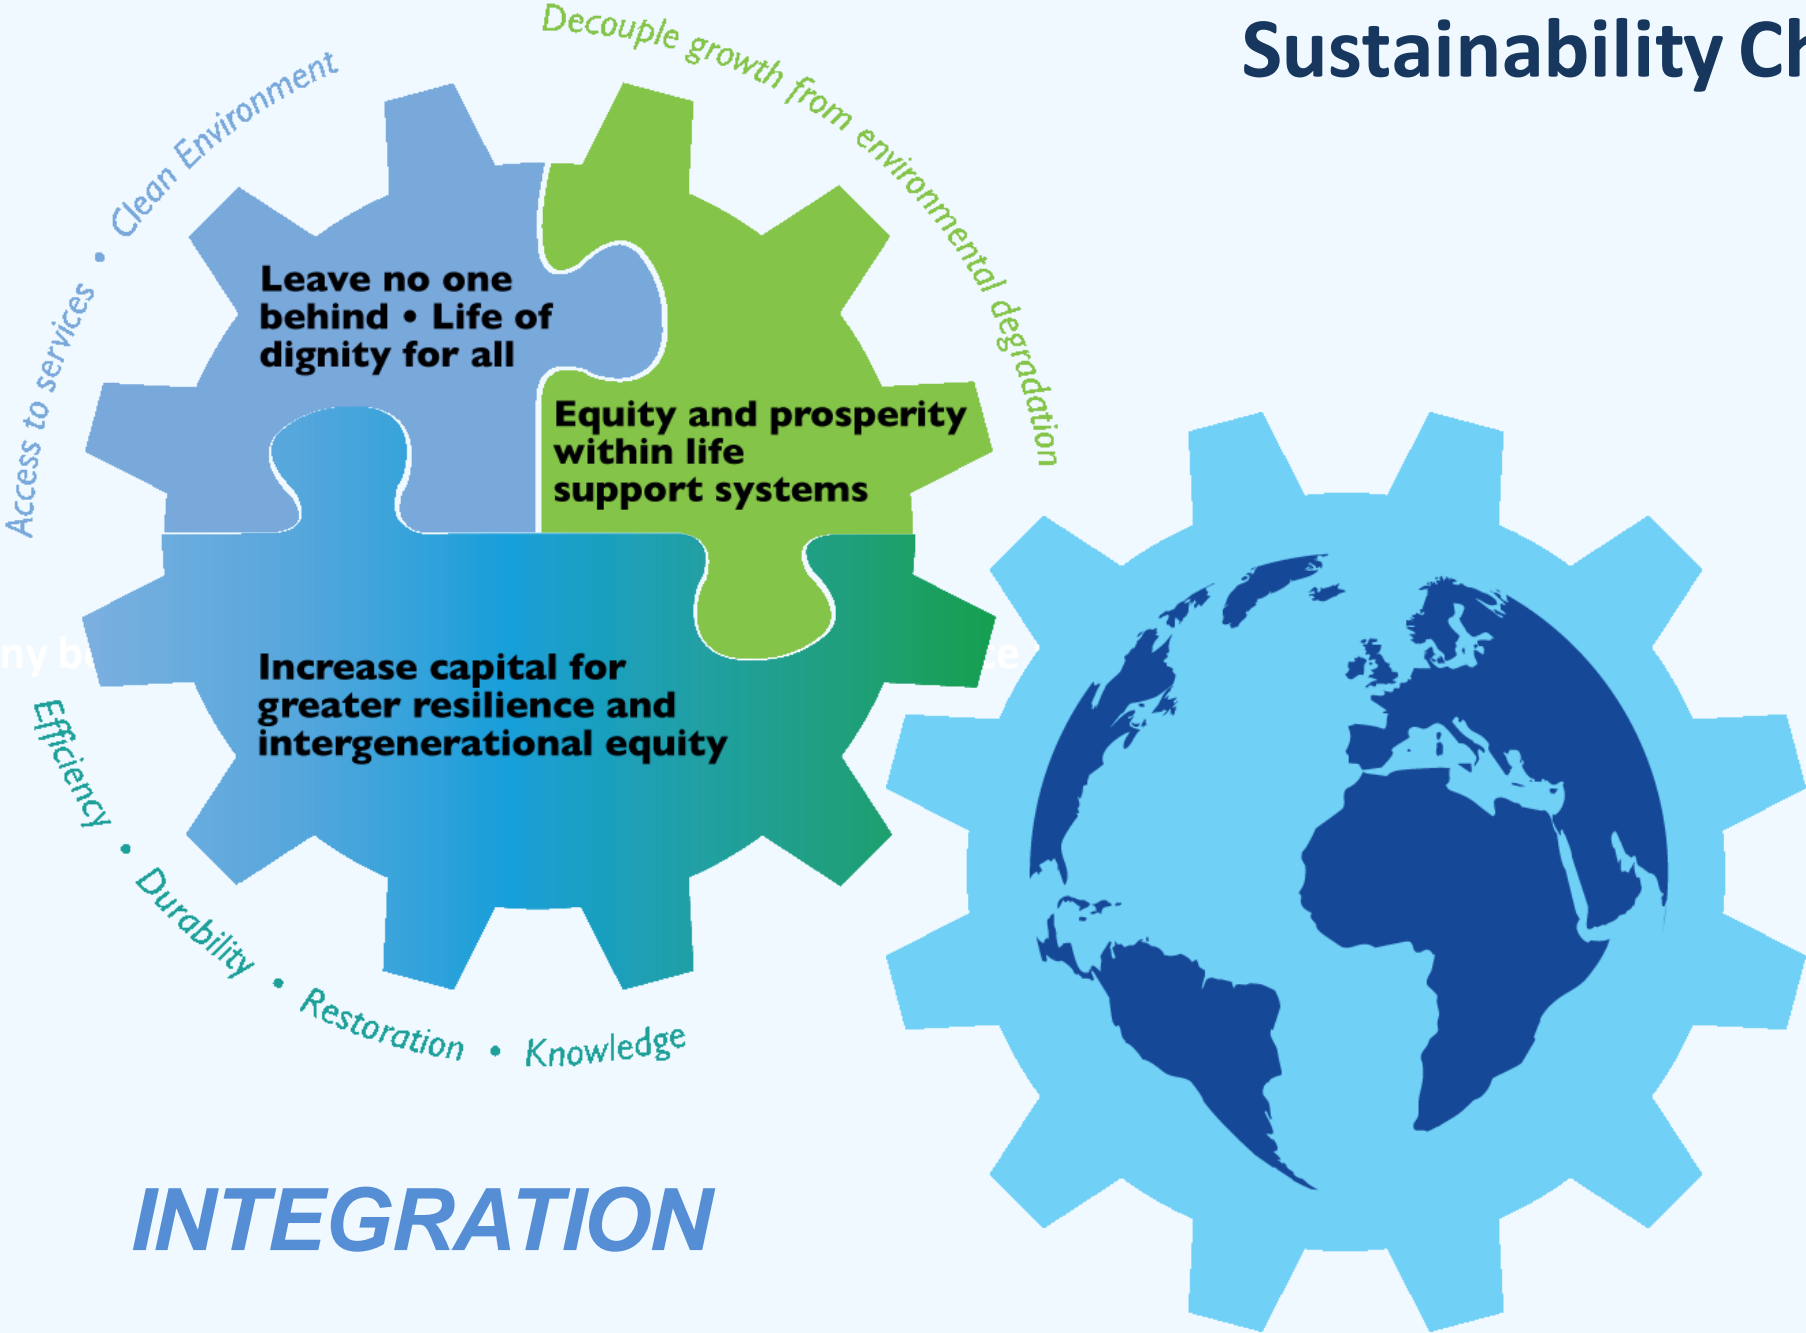 Sustainability Ch
Decouple growth from environmental degradation
Access to services • Clean Environment
Leave no one
behind • Life of
dignity for all
Equity and prosperity
within life
support systems
Increase capital for
greater resilience and
intergenerational equity
Efficiency • Durability • Restoration • Knowledge
INTEGRATION